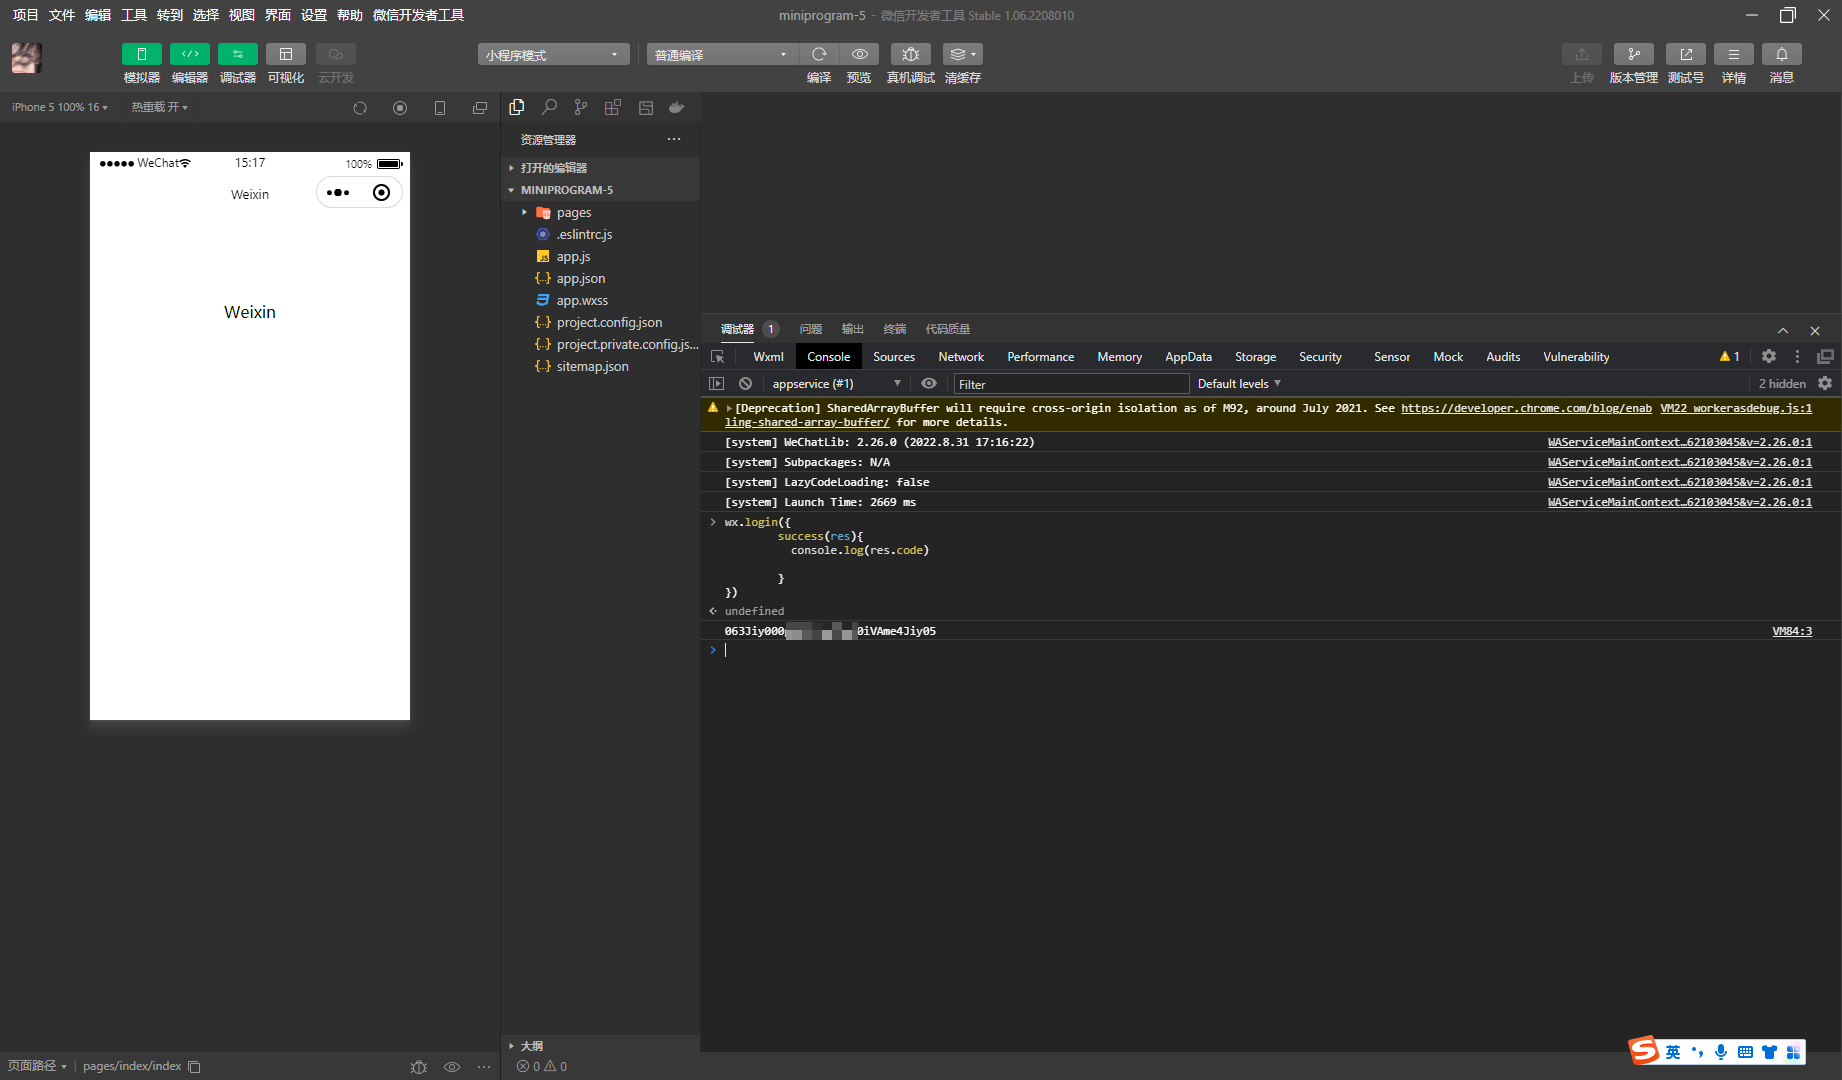 项目 文件 编辑 工具 转到 选择 视图 界面 设置 帮助 微信开发者工具
miniprogram-5 - 微信开发者工具 Stable 1.06.2208010
模拟器 编辑器 调试器 可视化 云开发
小程序模式
普通编译
编译 预览 真机调试 清缓存
上传 版本管理 测试号 详情 消息
iPhone 5 100% 16
热重载 开
WeChat
15:17
100%
Weixin
Weixin
资源管理器
打开的编辑器
MINIPROGRAM-5
pages
.eslintrc.js
app.js
app.json
app.wxss
project.config.json
project.private.config.js...
sitemap.json
大纲
调试器 1 问题 输出 终端 代码质量
Wxml Console Sources Network Performance Memory AppData Storage Security Sensor Mock Audits Vulnerability 1
appservice (#1)
Filter
Default levels
2 hidden
[Deprecation] SharedArrayBuffer will require cross-origin isolation as of M92, around July 2021. See https://developer.chrome.com/blog/enab VM22 workerasdebug.js:1
ling-shared-array-buffer/ for more details.
[system] WeChatLib: 2.26.0 (2022.8.31 17:16:22) WAServiceMainContext…62103045&v=2.26.0:1
[system] Subpackages: N/A WAServiceMainContext…62103045&v=2.26.0:1
[system] LazyCodeLoading: false WAServiceMainContext…62103045&v=2.26.0:1
[system] Launch Time: 2669 ms WAServiceMainContext…62103045&v=2.26.0:1
wx.login({
success(res){
console.log(res.code)
}
})
undefined
063Jiy000 0iVAme4Jiy05 VM84:3
页面路径 pages/index/index
0 0
英